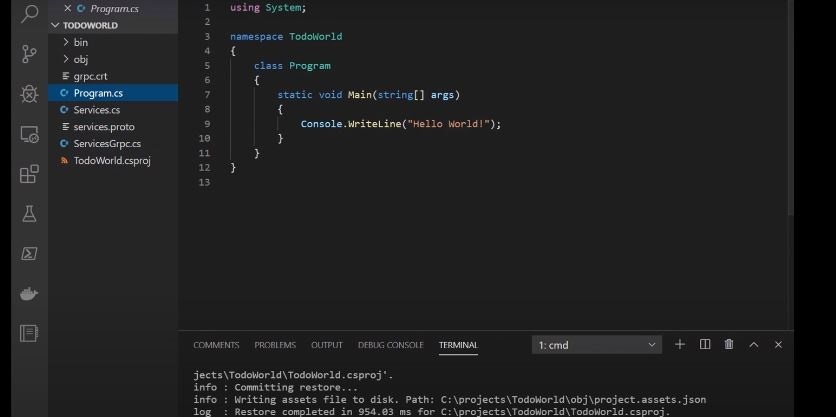 Program.cs
TODOWORLD
bin
obj
grpc.crt
Program.cs
Services.cs
services.proto
ServicesGrpc.cs
TodoWorld.csproj
1 using System;
2
3 namespace TodoWorld
4 {
5 class Program
6 {
7 static void Main(string[] args)
8 {
9 Console.WriteLine("Hello World!");
10 }
11 }
12 }
13
COMMENTS PROBLEMS OUTPUT DEBUG CONSOLE TERMINAL 1: cmd
jects\TodoWorld\TodoWorld.csproj'.
info : Committing restore...
info : Writing assets file to disk. Path: C:\projects\TodoWorld\obj\project.assets.json
log : Restore completed in 954.03 ms for C:\projects\TodoWorld\TodoWorld.csproj.